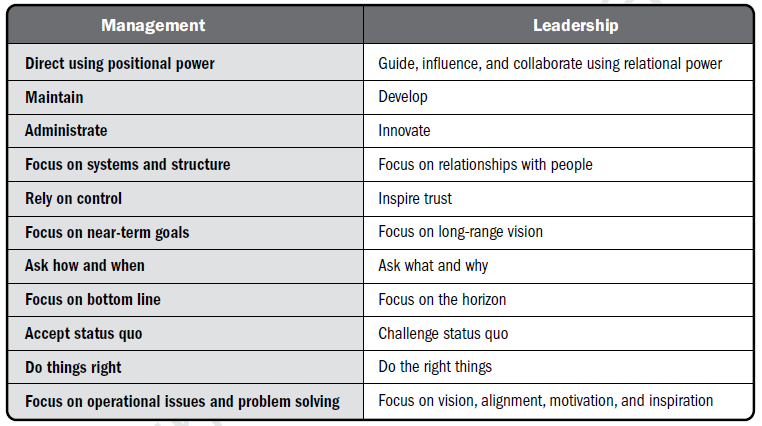 Management Leadership
Direct using positional power Guide, influence, and collaborate using relational power
Maintain Develop
Administrate Innovate
Focus on systems and structure Focus on relationships with people
Rely on control Inspire trust
Focus on near-term goals Focus on long-range vision
Ask how and when Ask what and why
Focus on bottom line Focus on the horizon
Accept status quo Challenge status quo
Do things right Do the right things
Focus on operational issues and problem solving Focus on vision, alignment, motivation, and inspiration